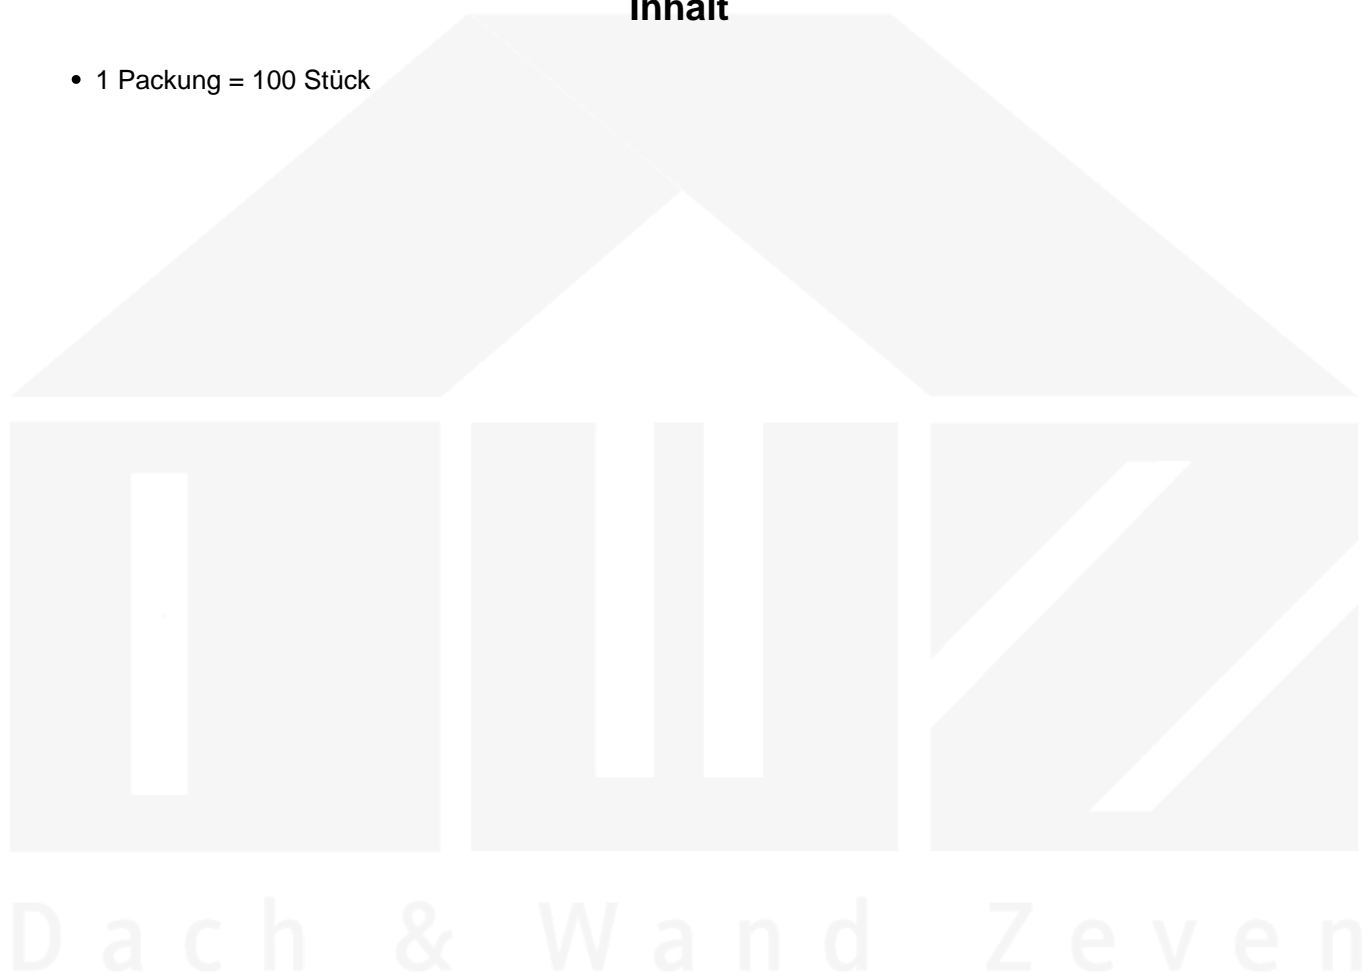 Inhalt
• 1 Packung = 100 Stück
Dach & Wand Zeven